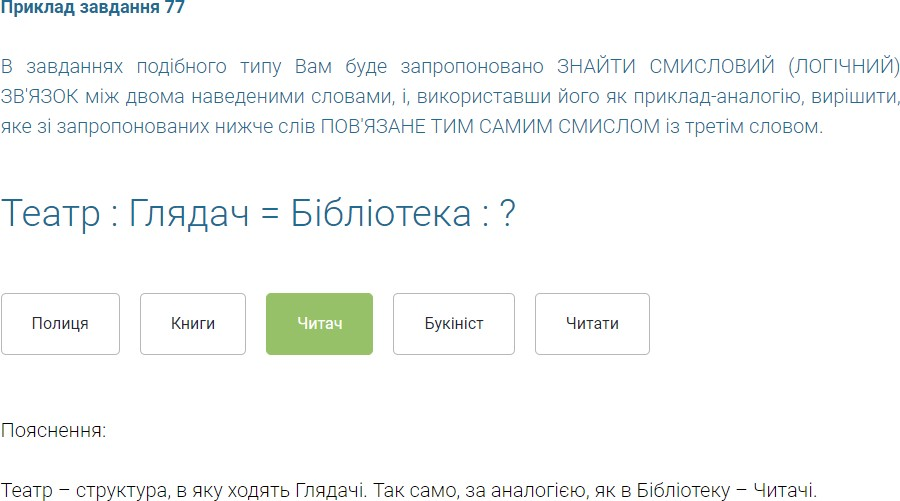 Приклад завдання 77
В завданнях подібного типу Вам буде запропоновано ЗНАЙТИ СМИСЛОВИЙ (ЛОГІЧНИЙ)
ЗВ'ЯЗОК між двома наведеними словами, і, використавши його як приклад-аналогію, вирішити,
яке зі запропонованих нижче слів ПОВ'ЯЗАНЕ ТИМ САМИМ СМИСЛОМ із третім словом.
Театр : Глядач = Бібліотека : ?
Полиця Книги Читач Букініст Читати
Пояснення:
Театр – структура, в яку ходять Глядачі. Так само, за аналогією, як в Бібліотеку – Читачі.